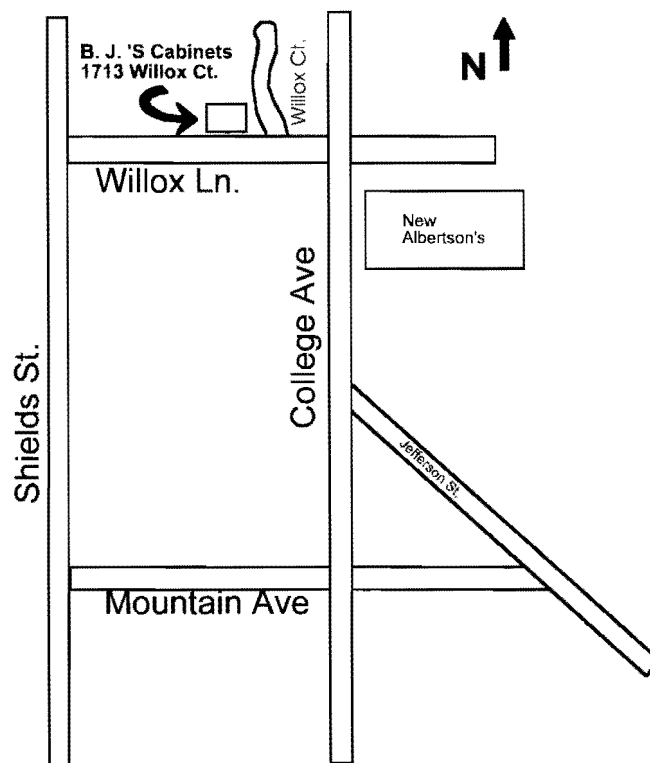 B. J. 'S Cabinets
1713 Willox Ct.
Willox Ct.
N
Willox Ln.
New
Albertson's
College Ave
Shields St.
Jefferson St.
Mountain Ave